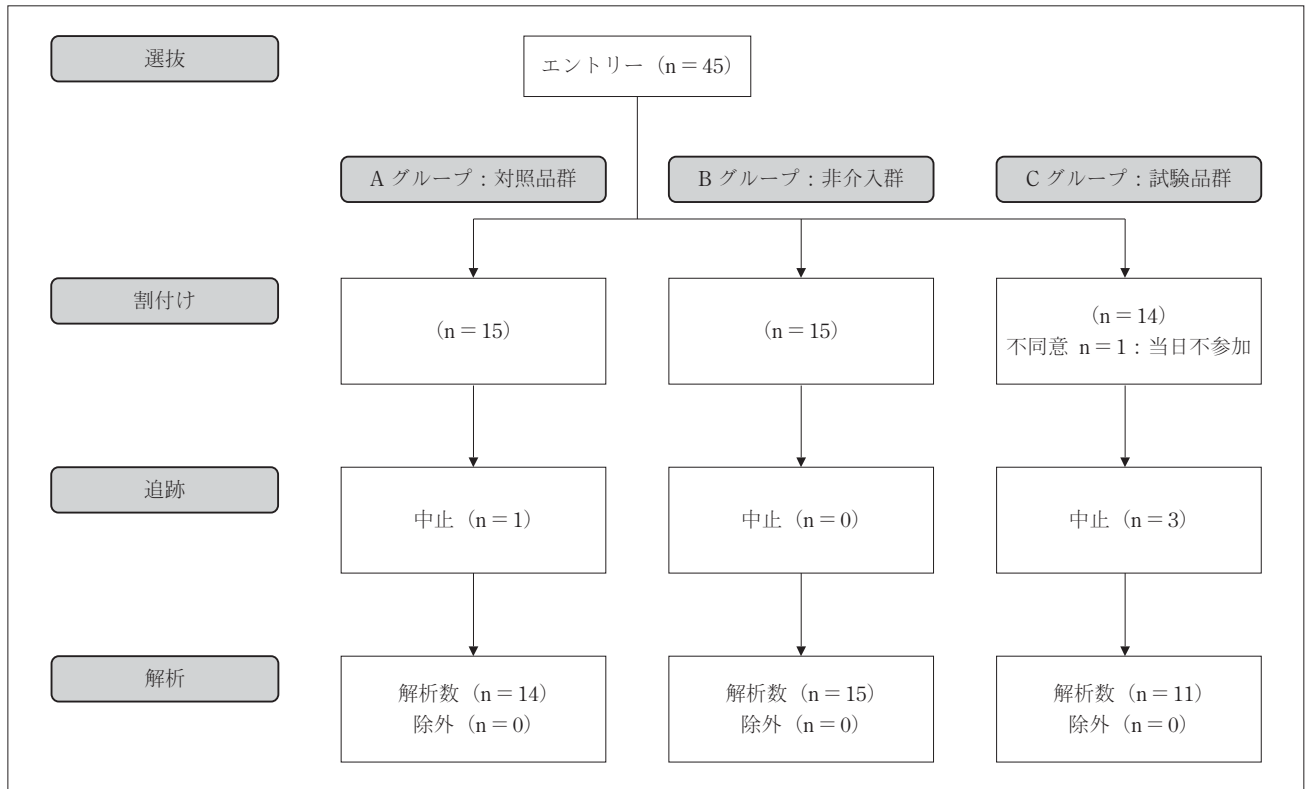 選抜
エントリー（n＝45）
Aグループ：対照品群
Bグループ：非介入群
Cグループ：試験品群
割付け
（n＝15）
（n＝15）
（n＝14）
不同意 n＝1：当日不参加
追跡
中止（n＝1）
中止（n＝0）
中止（n＝3）
解析
解析数（n＝14）
除外（n＝0）
解析数（n＝15）
除外（n＝0）
解析数（n＝11）
除外（n＝0）